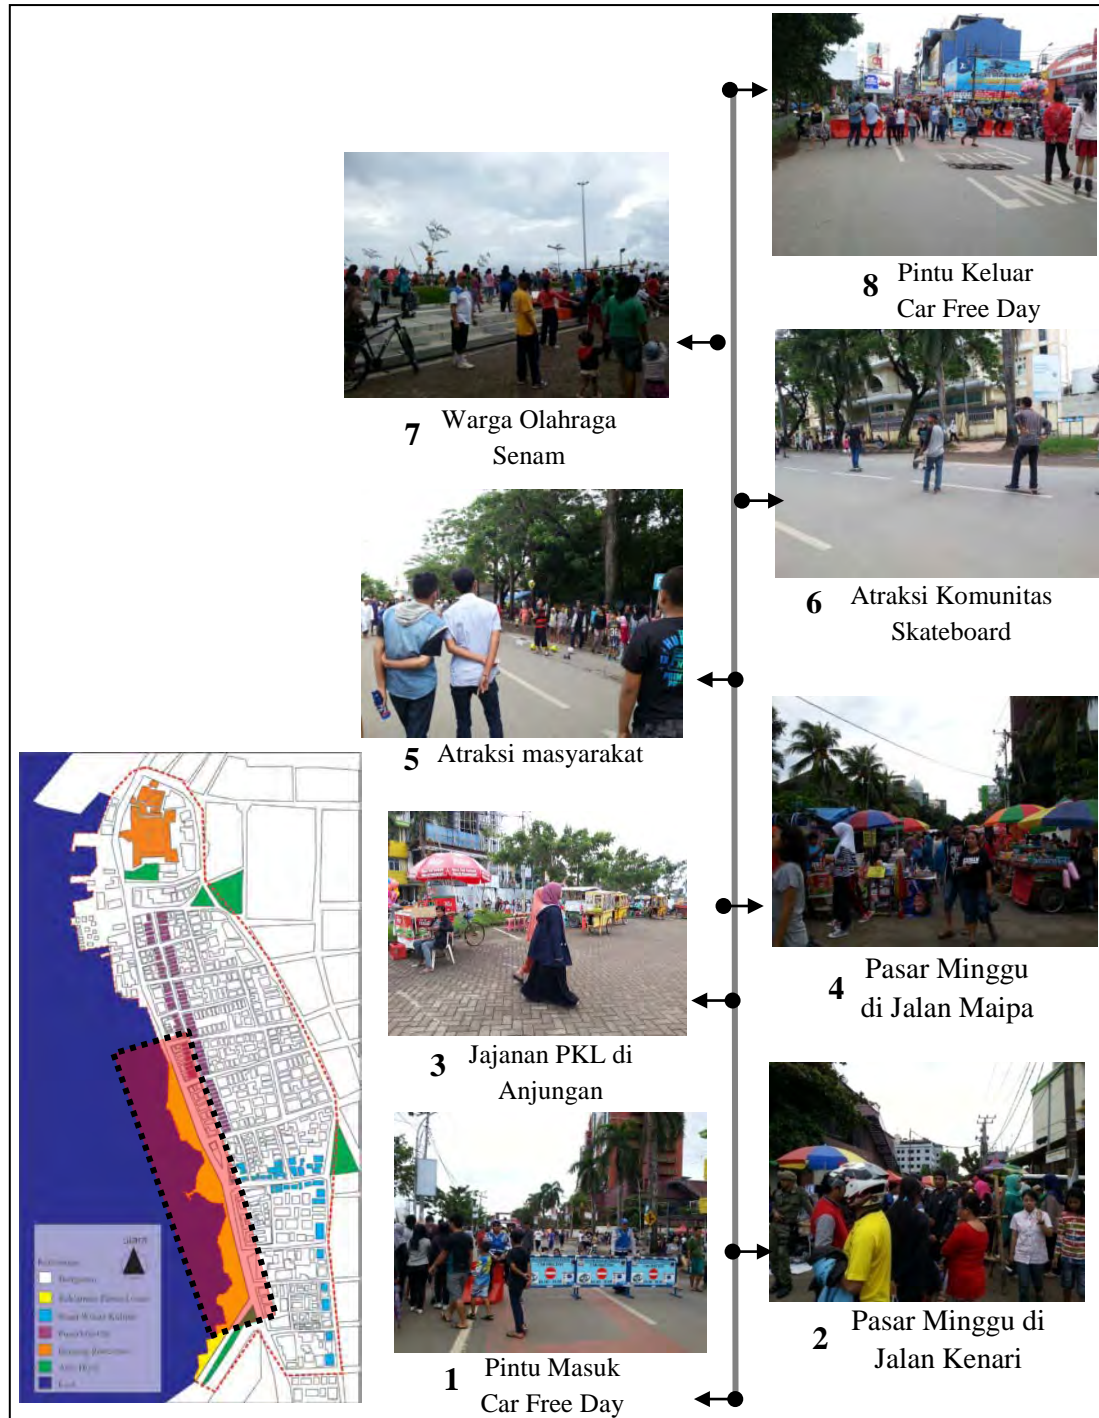 8 Pintu Keluar
Car Free Day
7 Warga Olahraga
Senam
6 Atraksi Komunitas
Skateboard
5 Atraksi masyarakat
4 Pasar Minggu
di Jalan Maipa
3 Jajanan PKL di
Anjungan
2 Pasar Minggu di
Jalan Kenari
1 Pintu Masuk
Car Free Day